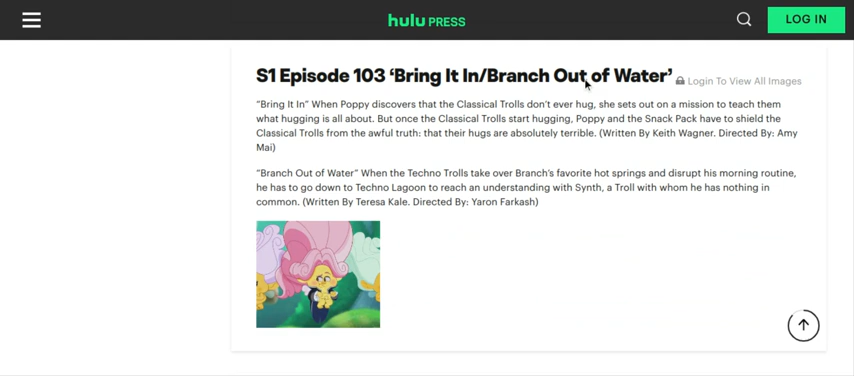 hulu PRESS
LOG IN
S1 Episode 103 ‘Bring It In/Branch Out of Water’
Login To View All Images
“Bring It In” When Poppy discovers that the Classical Trolls don’t ever hug, she sets out on a mission to teach them
what hugging is all about. But once the Classical Trolls start hugging, Poppy and the Snack Pack have to shield the
Classical Trolls from the awful truth: that their hugs are absolutely terrible. (Written By Keith Wagner. Directed By: Amy
Mai)
“Branch Out of Water” When the Techno Trolls take over Branch’s favorite hot springs and disrupt his morning routine,
he has to go down to Techno Lagoon to reach an understanding with Synth, a Troll with whom he has nothing in
common. (Written By Teresa Kale. Directed By: Yaron Farkash)